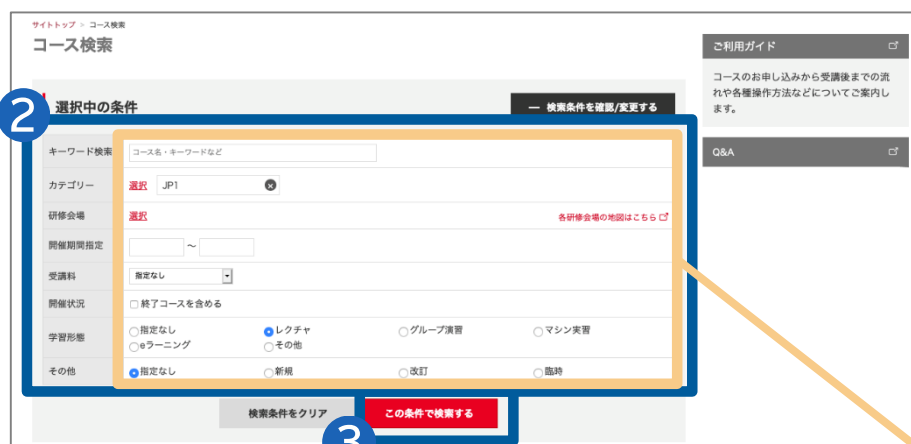 サイトトップ > コース検索
コース検索
ご利用ガイド
コースのお申し込みから受講後までの流
れや各種操作方法などについてご案内し
ます。
Q&A
選択中の条件
ー 検索条件を確認/変更する
2
キーワード検索 コース名・キーワードなど
カテゴリー 選択 JP1
研修会場 選択 各研修会場の地図はこちら
開催期間指定 〜
受講料 指定なし
開催状況 終了コースを含める
学習形態 指定なし レクチャ グループ演習 マシン実習
eラーニング その他
その他 指定なし 新規 改訂 臨時
検索条件をクリア この条件で検索する
3